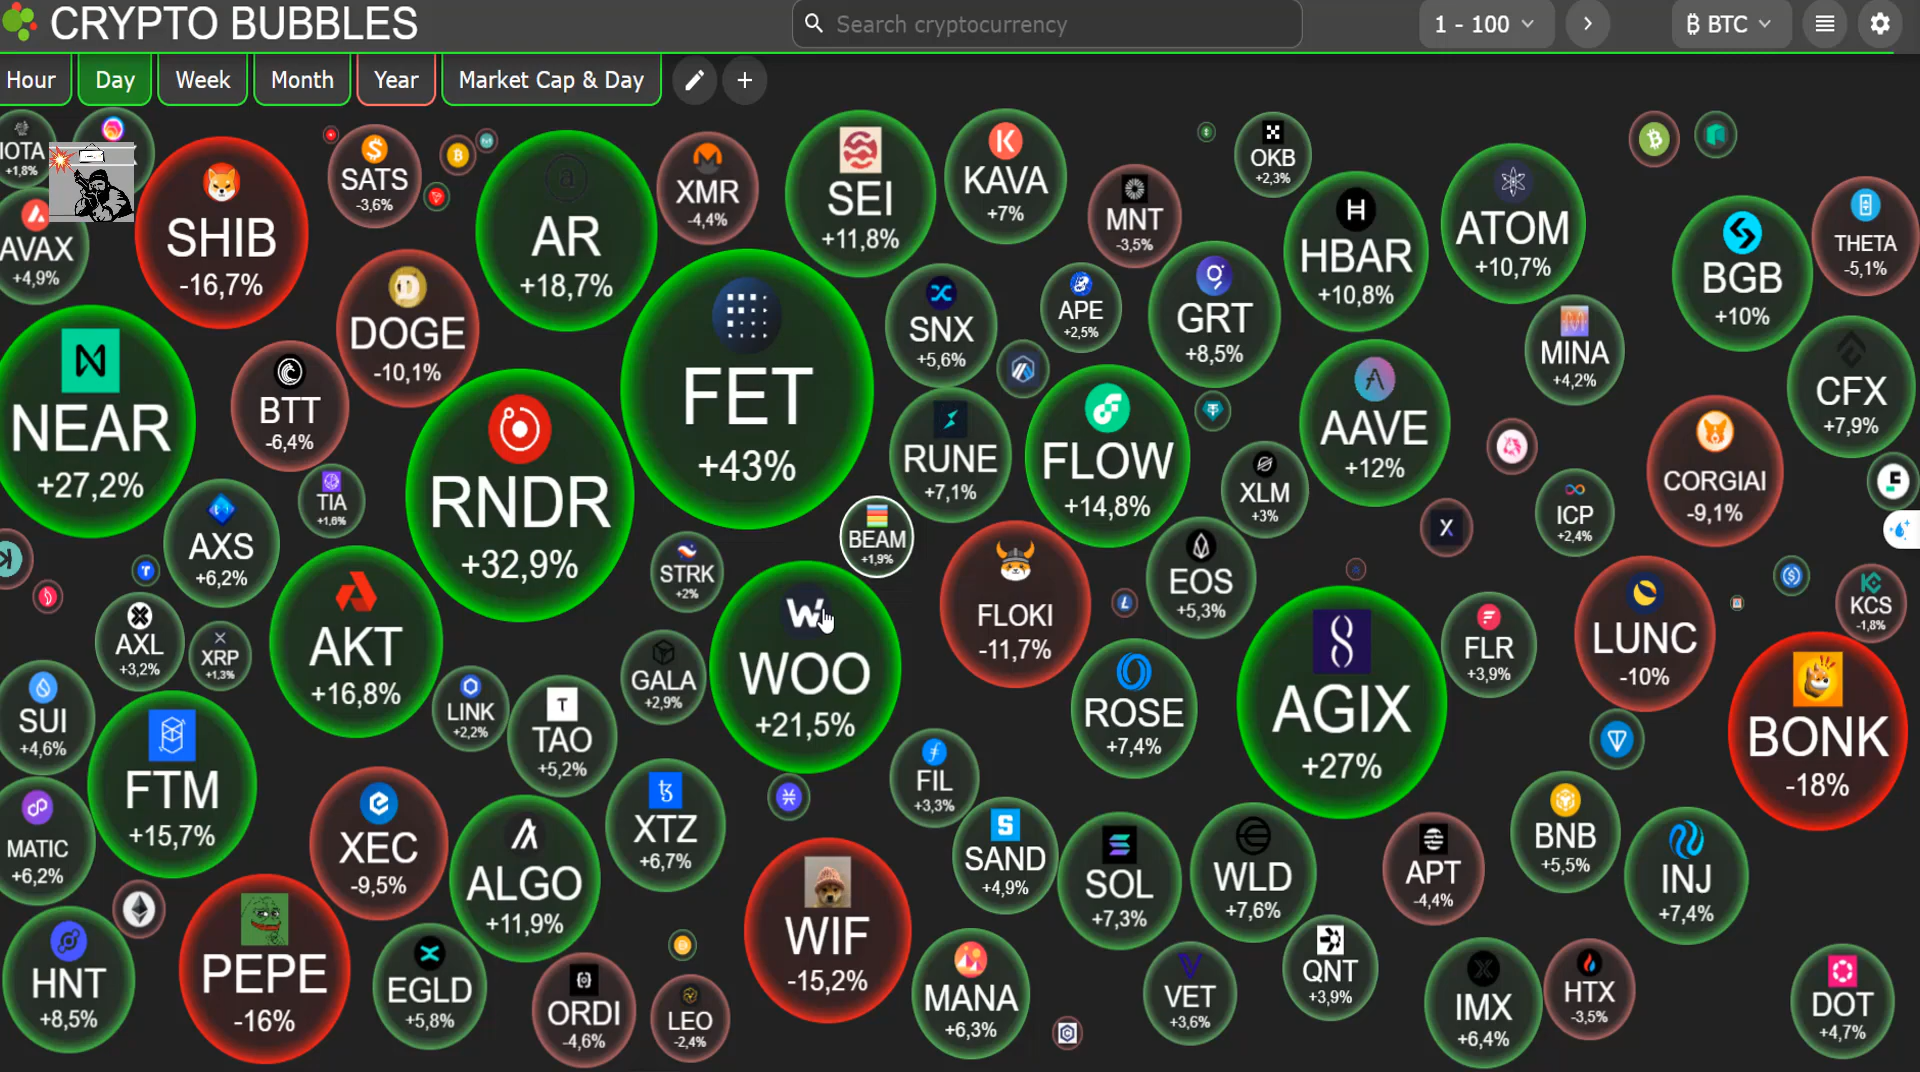 CRYPTO BUBBLES
Search cryptocurrency
1 - 100
BTC
Hour
Day
Week
Month
Year
Market Cap & Day
IOTA
+1,8%
SHIB
-16,7%
SATS
-3,6%
AR
+18,7%
XMR
-4,4%
SEI
+11,8%
KAVA
+7%
MNT
-3,5%
OKB
+2,3%
HBAR
+10,8%
ATOM
+10,7%
BGB
+10%
THETA
-5,1%
AVAX
+4,9%
DOGE
-10,1%
FET
+43%
SNX
+5,6%
APE
+2,5%
GRT
+8,5%
MINA
+4,2%
CFX
+7,9%
NEAR
+27,2%
BTT
-6,4%
RNDR
+32,9%
RUNE
+7,1%
FLOW
+14,8%
AAVE
+12%
XLM
+3%
CORGIAI
-9,1%
ICP
+2,4%
TIA
+1,6%
AXS
+6,2%
BEAM
+1,9%
STRK
+2%
FLOKI
-11,7%
EOS
+5,3%
AXL
+3,2%
XRP
+1,3%
AKT
+16,8%
WOO
+21,5%
GALA
+2,9%
ROSE
+7,4%
AGIX
+27%
FLR
+3,9%
LUNC
-10%
KCS
-1,8%
BONK
-18%
SUI
+4,6%
FTM
+15,7%
LINK
+2,2%
TAO
+5,2%
FIL
+3,3%
MATIC
+6,2%
XEC
-9,5%
ALGO
+11,9%
XTZ
+6,7%
WIF
-15,2%
SAND
+4,9%
SOL
+7,3%
WLD
+7,6%
APT
-4,4%
BNB
+5,5%
INJ
+7,4%
HNT
+8,5%
PEPE
-16%
EGLD
+5,8%
ORDI
-4,6%
LEO
-2,4%
MANA
+6,3%
VET
+3,6%
QNT
+3,9%
IMX
+6,4%
HTX
-3,5%
DOT
+4,7%